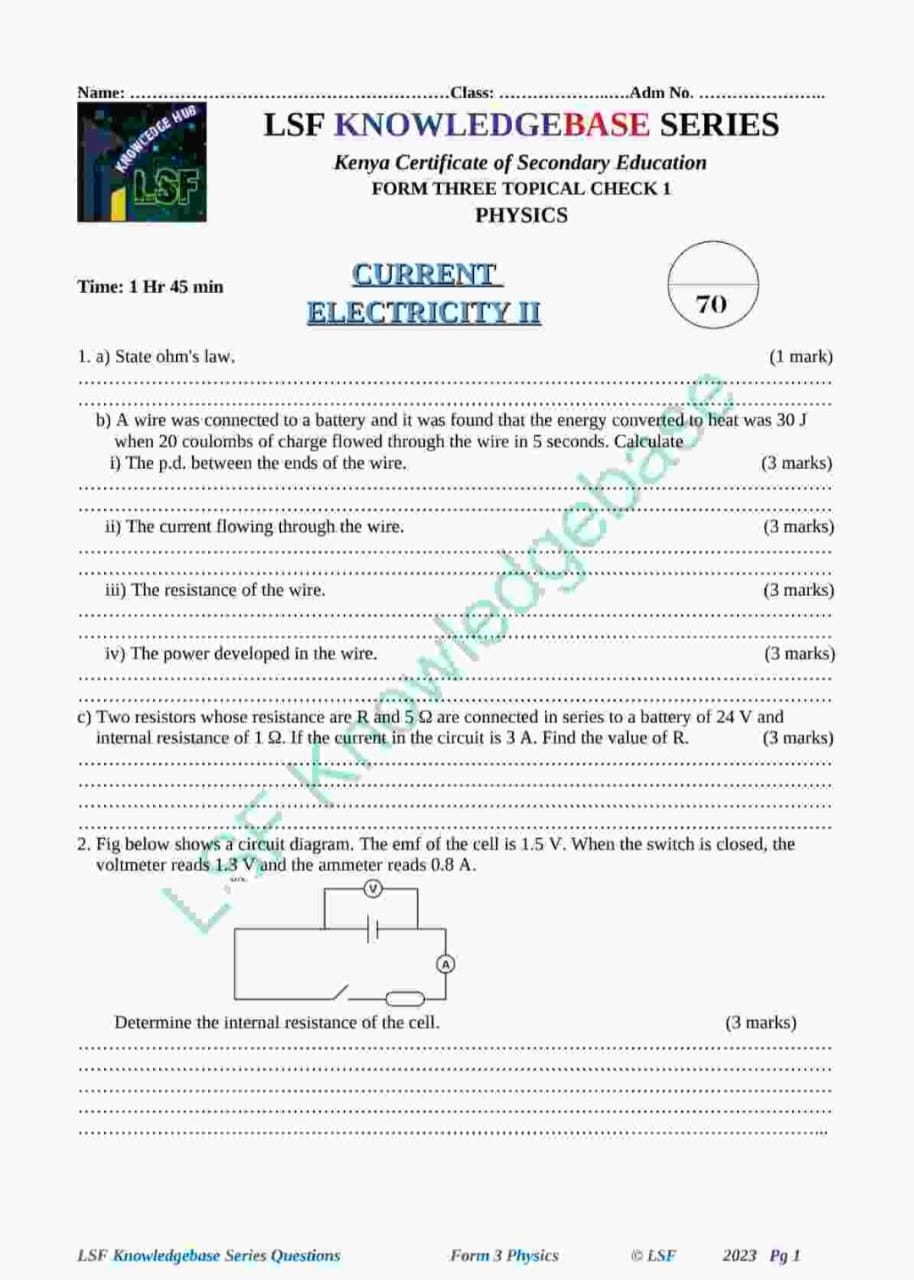 Name: ……………………………………………….Class: …………………..Adm No. ………………….
KNOWLEDGE HUB
LSF
LSF KNOWLEDGEBASE SERIES
Kenya Certificate of Secondary Education
FORM THREE TOPICAL CHECK 1
PHYSICS
Time: 1 Hr 45 min
CURRENT
ELECTRICITY II
70
1. a) State ohm's law. (1 mark)
b) A wire was connected to a battery and it was found that the energy converted to heat was 30 J
when 20 coulombs of charge flowed through the wire in 5 seconds. Calculate
i) The p.d. between the ends of the wire. (3 marks)
ii) The current flowing through the wire. (3 marks)
iii) The resistance of the wire. (3 marks)
iv) The power developed in the wire. (3 marks)
c) Two resistors whose resistance are R and 5 Ω are connected in series to a battery of 24 V and
internal resistance of 1 Ω. If the current in the circuit is 3 A. Find the value of R. (3 marks)
2. Fig below shows a circuit diagram. The emf of the cell is 1.5 V. When the switch is closed, the
voltmeter reads 1.3 V and the ammeter reads 0.8 A.
V
A
Determine the internal resistance of the cell. (3 marks)
LSF Knowledgebase
LSF Knowledgebase Series Questions Form 3 Physics © LSF 2023 Pg 1